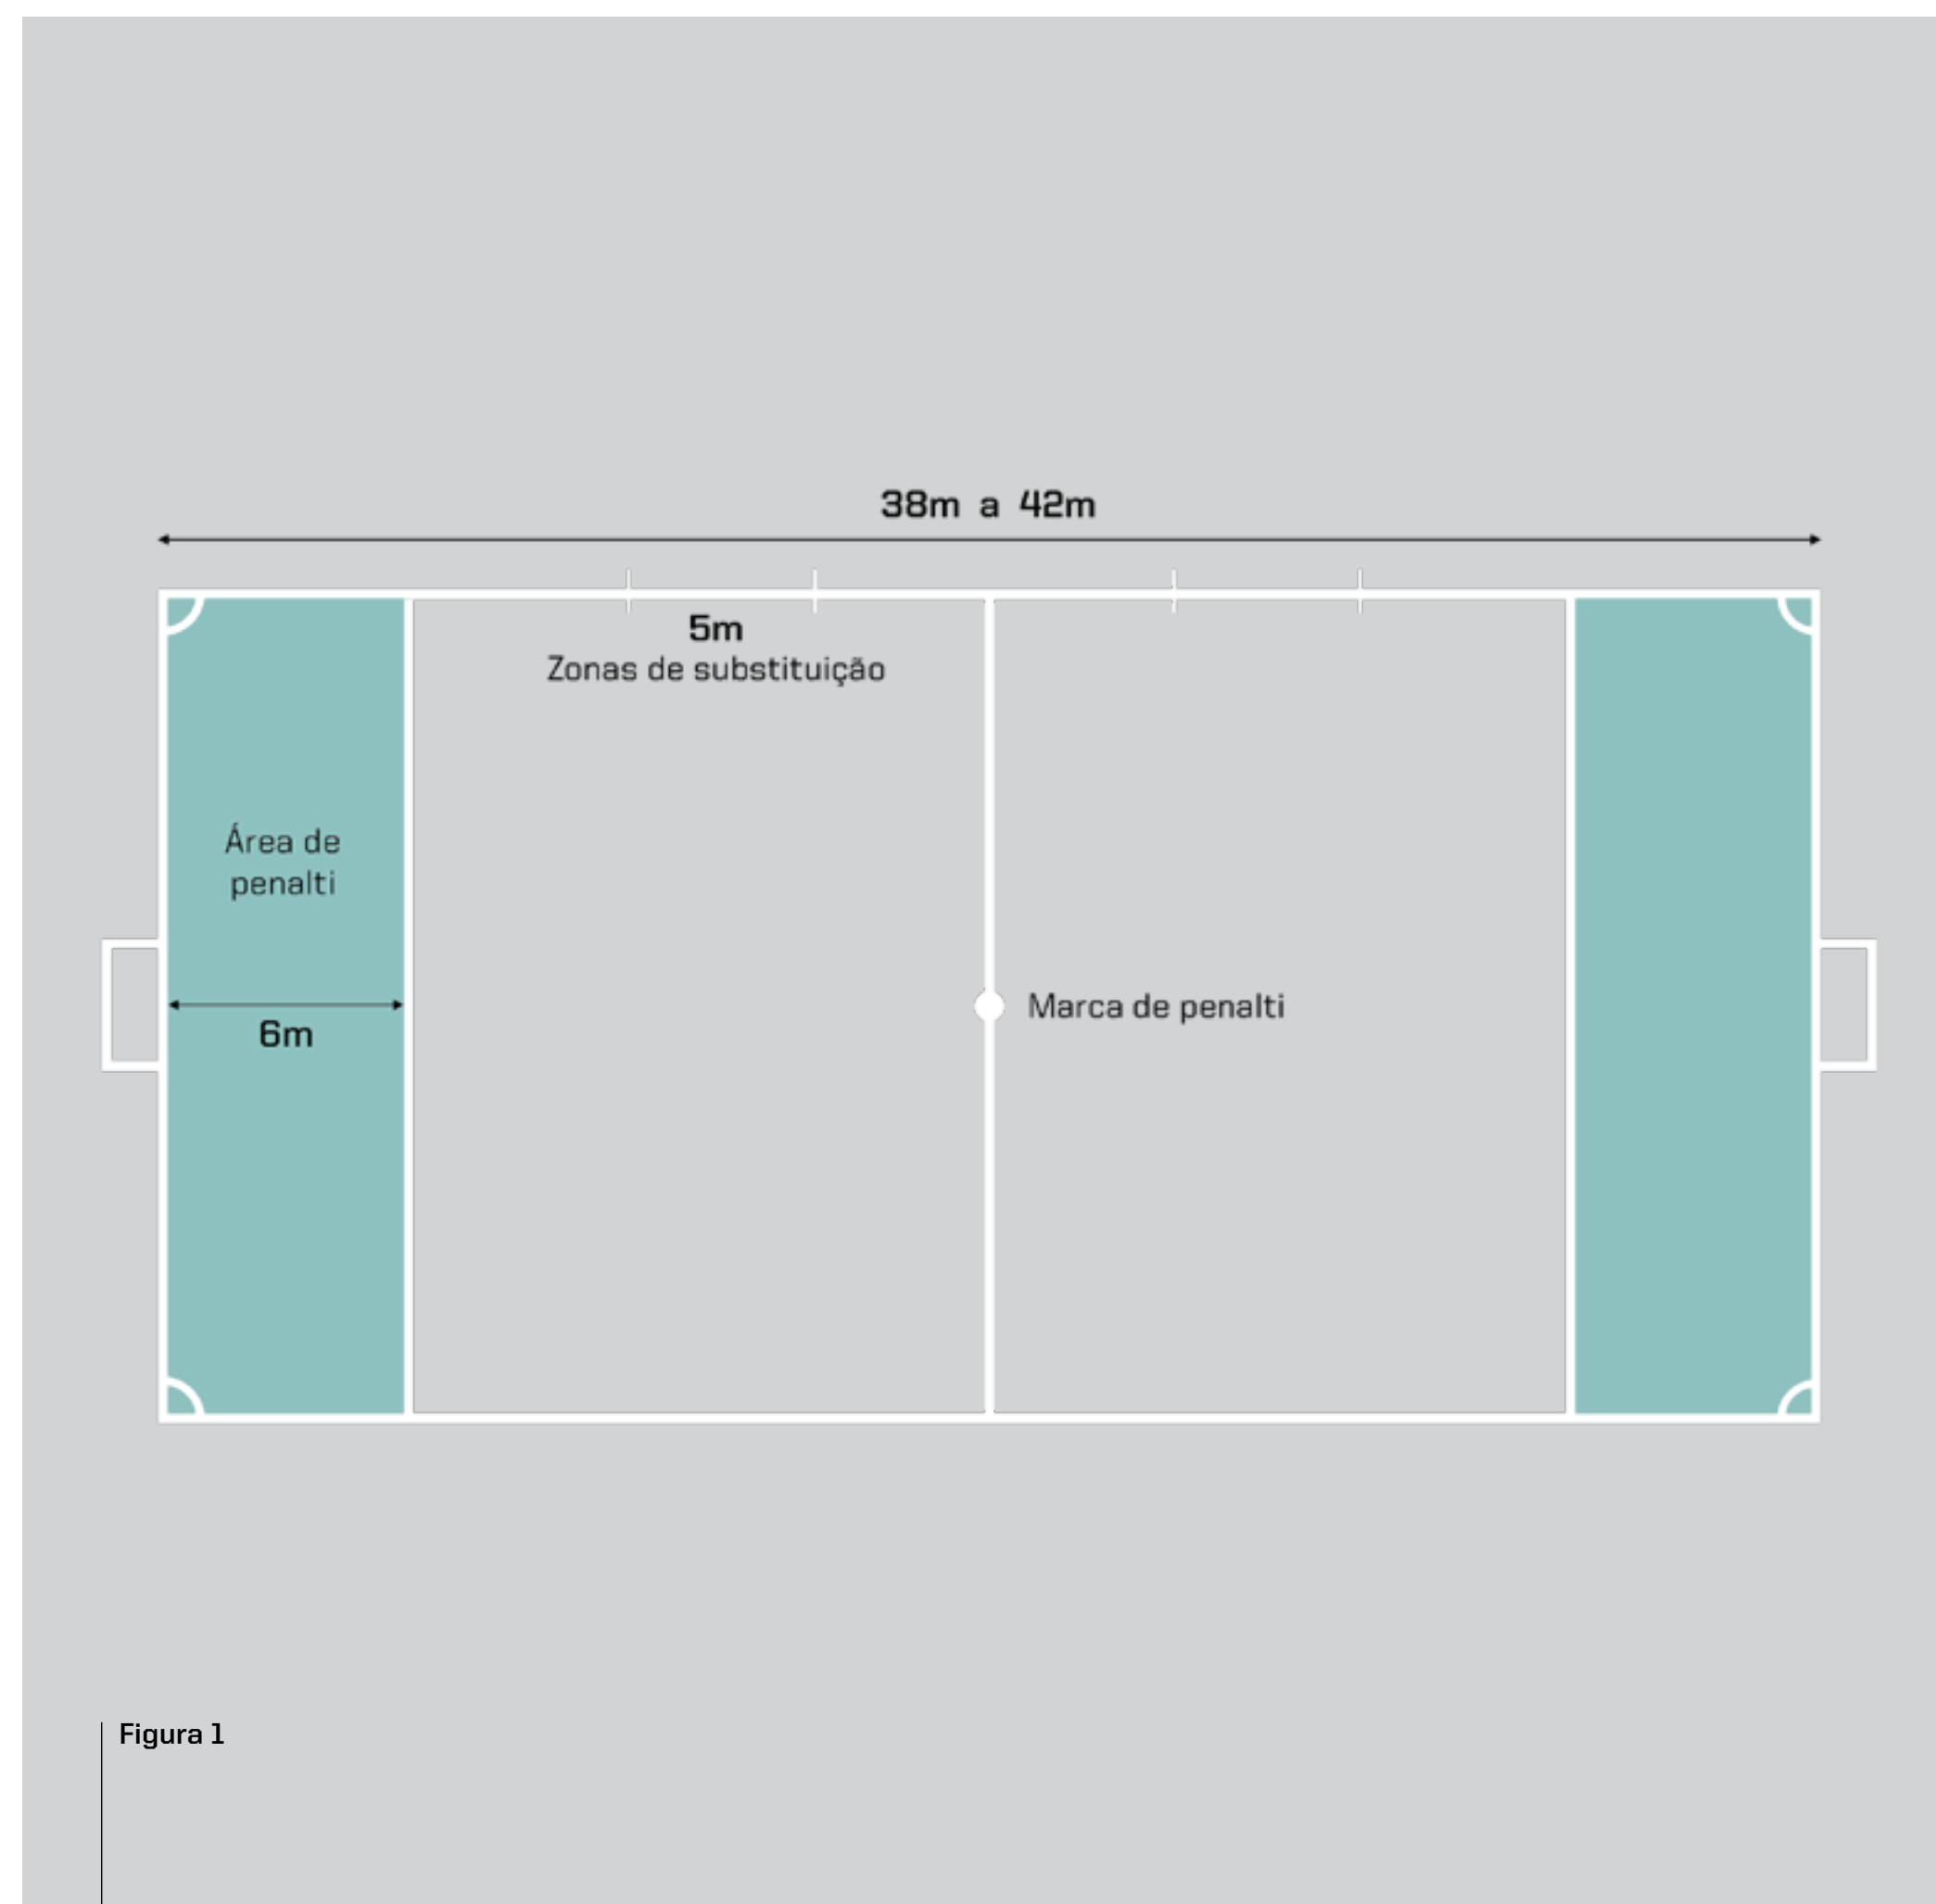 38m a 42m
5m
Zonas de substituição
Área de
penalti
Marca de penalti
6m
Figura 1